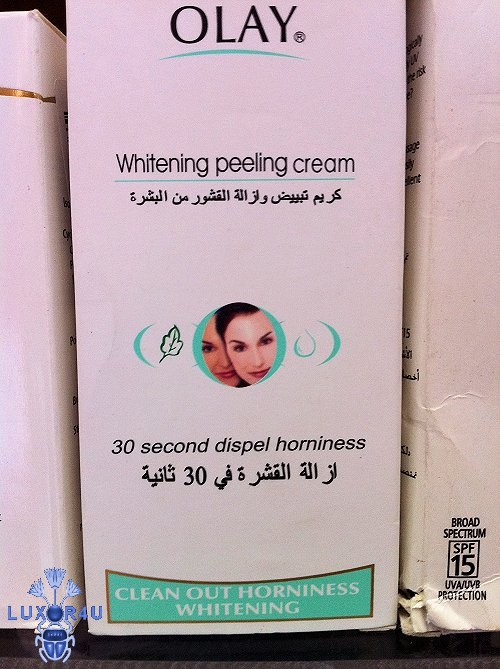 OLAY®
Whitening peeling cream
كريم تبييض وازالة القشور من البشرة
30 second dispel horniness
ازالة القشرة في 30 ثانية
CLEAN OUT HORNINESS
WHITENING
BROAD
SPECTRUM
SPF
15
UVA/UVB
PROTECTION
LUXOR4U